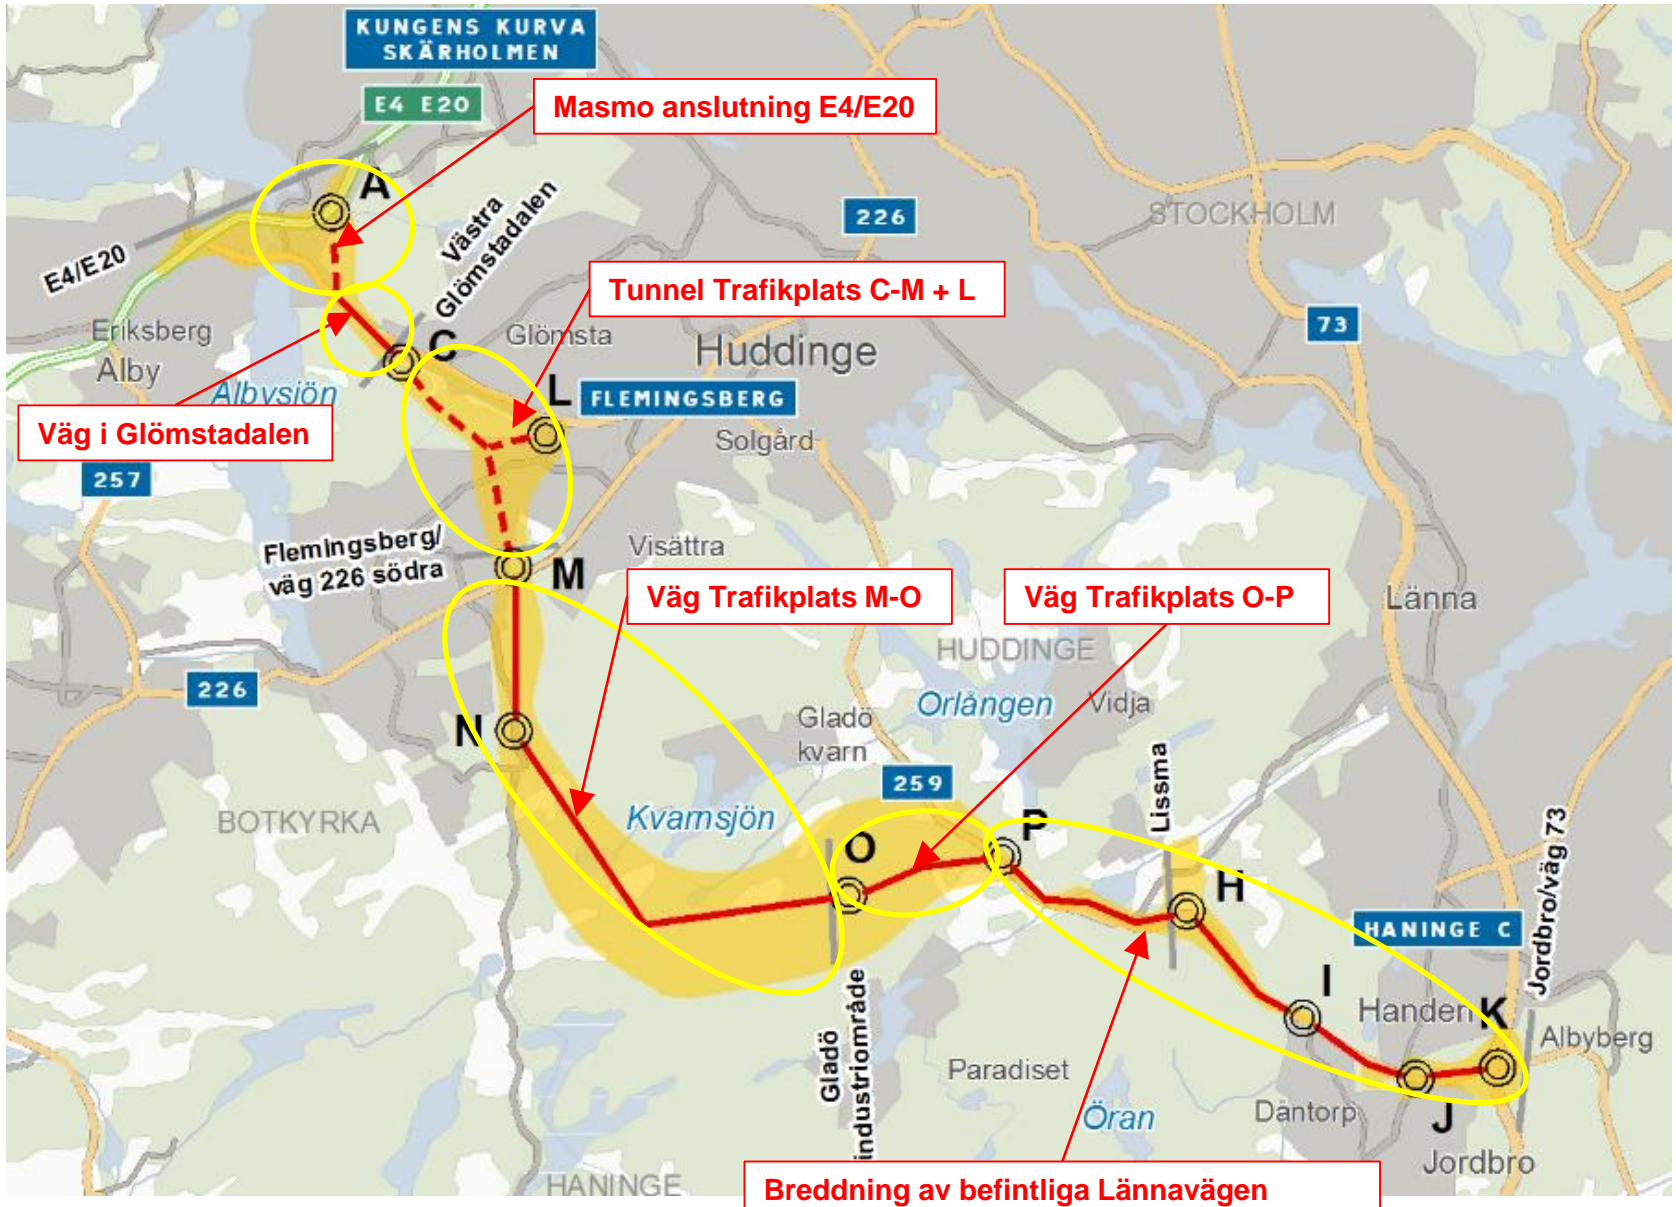 KUNGENS KURVA
SKÄRHOLMEN
E4 E20
Masmo anslutning E4/E20
A
226
STOCKHOLM
Västra
Glömstadalen
E4/E20
Tunnel Trafikplats C-M + L
73
Eriksberg
Alby
C
Glömsta
Huddinge
Albysjön
L
FLEMINGSBERG
Väg i Glömstadalen
Solgård
257
Flemingsberg/
väg 226 södra
Visättra
M
Väg Trafikplats M-O
Väg Trafikplats O-P
Länna
HUDDINGE
226
Orlången
Vidja
N
Gladö
kvarn
259
Lissma
BOTKYRKA
Kvarnsjön
O
P
H
HANINGE C
Jordbro/väg 73
I
Handen
K
Albyberg
Gladö
industriområde
Paradiset
Öran
Dåntorp
J
Jordbro
HANINGE
Breddning av befintliga Lännavägen